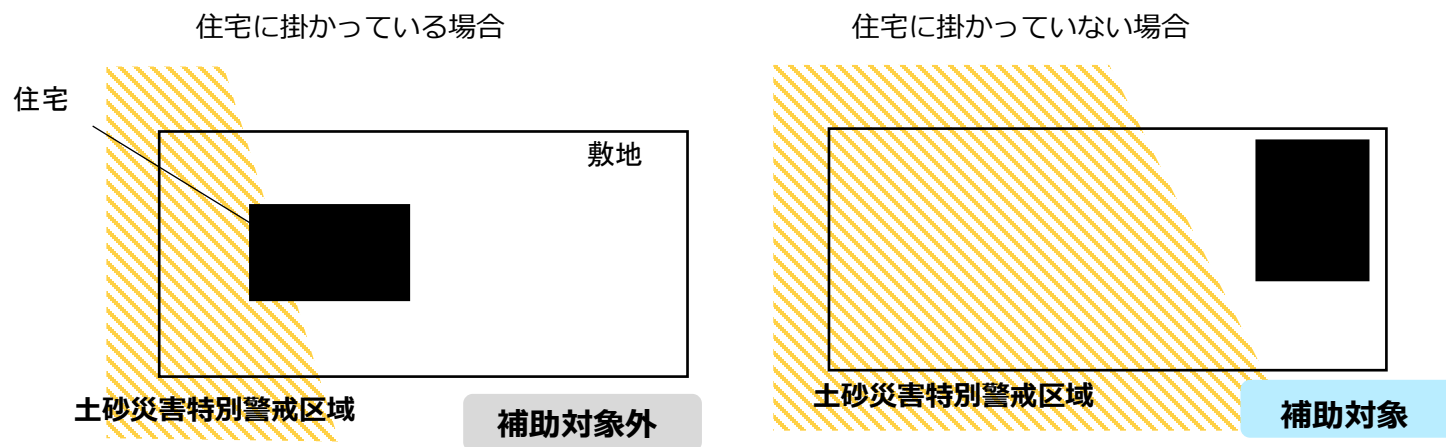 住宅に掛かっている場合
住宅
敷地
土砂災害特別警戒区域
補助対象外
住宅に掛かっていない場合
土砂災害特別警戒区域
補助対象